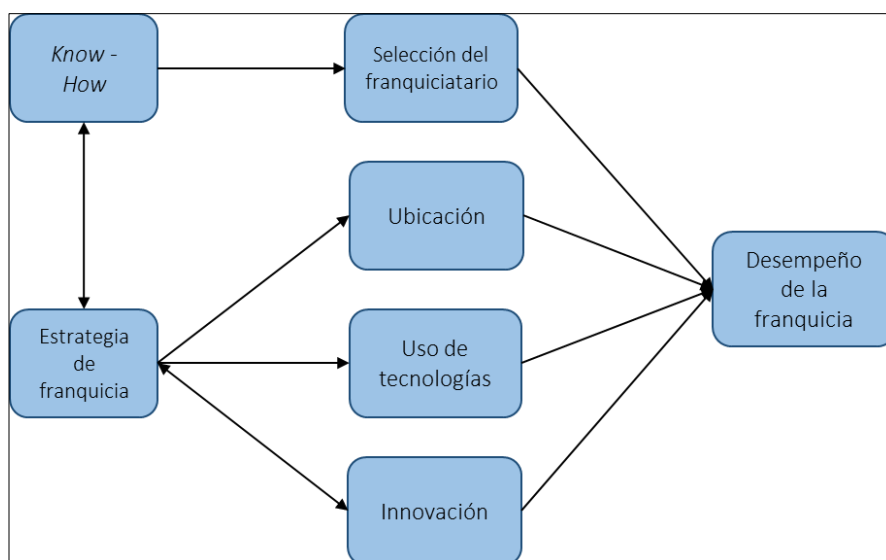 Know -
How
Selección del
franquiciatario
Ubicación
Desempeño
de la
franquicia
Estrategia
de
franquicia
Uso de
tecnologías
Innovación